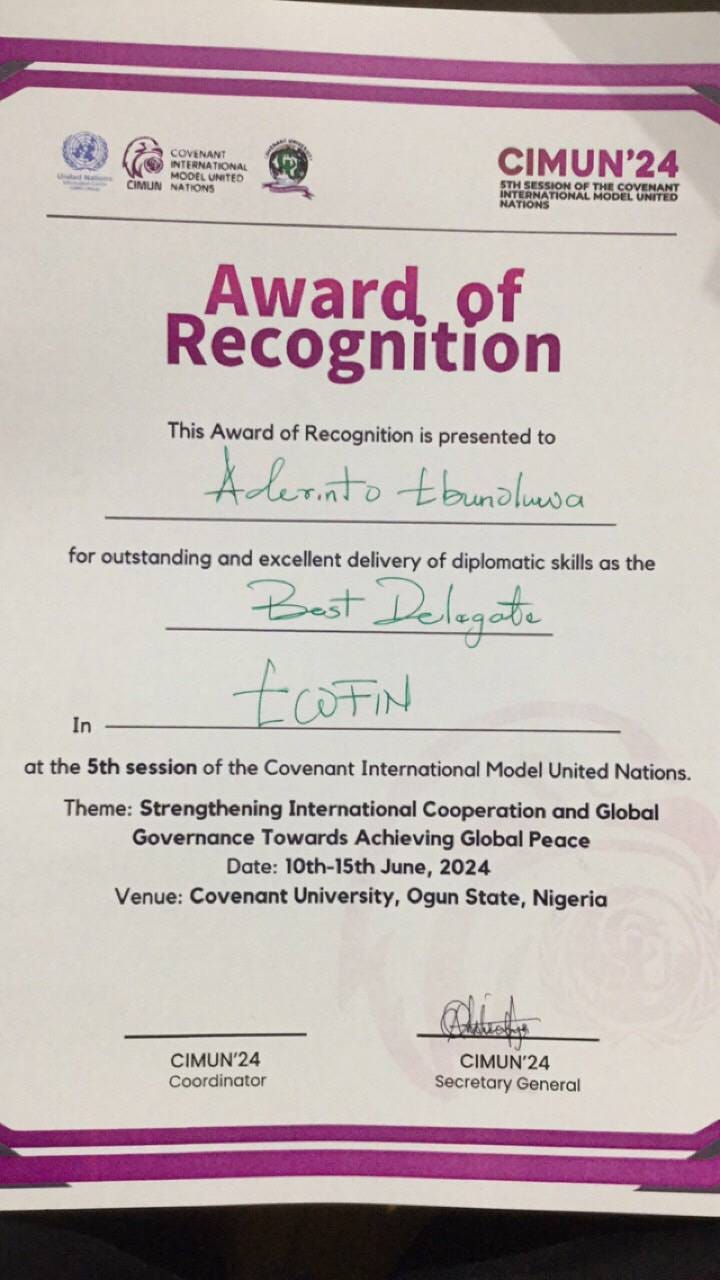 United Nations
CIMUN
COVENANT
INTERNATIONAL
MODEL UNITED
NATIONS
COVENANT UNIVERSITY
CIMUN'24
5TH SESSION OF THE COVENANT
INTERNATIONAL MODEL UNITED
NATIONS
Award of
Recognition
This Award of Recognition is presented to
Aderinto Ebunoluwa
for outstanding and excellent delivery of diplomatic skills as the
Best Delegate
In ECOFIN
at the 5th session of the Covenant International Model United Nations.
Theme: Strengthening International Cooperation and Global
Governance Towards Achieving Global Peace
Date: 10th-15th June, 2024
Venue: Covenant University, Ogun State, Nigeria
CIMUN'24
Coordinator
CIMUN'24
Secretary General